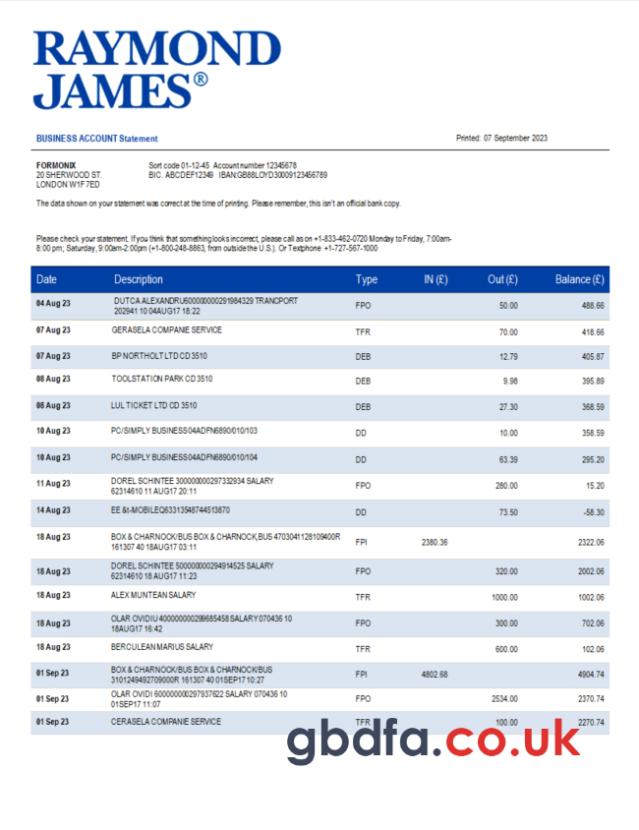 RAYMOND
JAMES®
BUSINESS ACCOUNT Statement
Printed: 07 September 2023
FORMONIX
20 SHERWOOD ST.
LONDON W1F 7ED
Sort code 01-12-45 Account number 12345678
BIC. ABCDEF12349 IBAN:GB88LOYD30009123456789
The data shown on your statement was correct at the time of printing. Please remember, this isn't an official bank copy.
Please check your statement. If you think that something looks incorrect, please call as on +1-833-462-0720 Monday to Friday, 7:00am-
8:00 pm; Saturday, 9:00am-2:00pm (+1-800-248-8863, from outside the U.S.). Or Textphone +1-727-567-1000
Date Description Type IN (£) Out (£) Balance (£)
04 Aug 23 DUTCA ALEXANDRU600000000291984329 TRANCPORT FPO 50.00 488.66
202941 10 04AUG17 18:22
07 Aug 23 GERASELA COMPANIE SERVICE TFR 70.00 418.66
07 Aug 23 BP NORTHOLT LTD CD 3510 DEB 12.79 405.87
08 Aug 23 TOOLSTATION PARK CD 3510 DEB 9.98 395.89
08 Aug 23 LUL TICKET LTD CD 3510 DEB 27.30 368.59
10 Aug 23 PC/SIMPLY BUSINESS04ADFN6890/010/103 DD 10.00 358.59
10 Aug 23 PC/SIMPLY BUSINESS04ADFN6890/010/104 DD 63.39 295.20
11 Aug 23 DOREL SCHINTEE 300000000297332934 SALARY FPO 280.00 15.20
62314610 11 AUG17 20:11
14 Aug 23 EE &t-MOBILEQ63313548744513870 DD 73.50 -58.30
18 Aug 23 BOX & CHARNOCK/BUS BOX & CHARNOCK,BUS 4703041128109400R FPI 2380.36 2322.06
161307 40 18AUG17 03:11
18 Aug 23 DOREL SCHINTEE 500000000294914525 SALARY FPO 320.00 2002.06
62314610 18 AUG17 11:23
18 Aug 23 ALEX MUNTEAN SALARY TFR 1000.00 1002.06
18 Aug 23 OLAR OVIDIU 400000000299685458 SALARY 070436 10 FPO 300.00 702.06
18AUG17 16:42
18 Aug 23 BERCULEAN MARIUS SALARY TFR 600.00 102.06
01 Sep 23 BOX & CHARNOCK/BUS BOX & CHARNOCK/BUS FPI 4802.68 4904.74
3101249492709000R 161307 40 01SEP17 10:27
01 Sep 23 OLAR OVIDI 600000000297937622 SALARY 070436 10 FPO 2534.00 2370.74
01SEP17 11:07
01 Sep 23 CERASELA COMPANIE SERVICE TFR 100.00 2270.74
gbdfa.co.uk